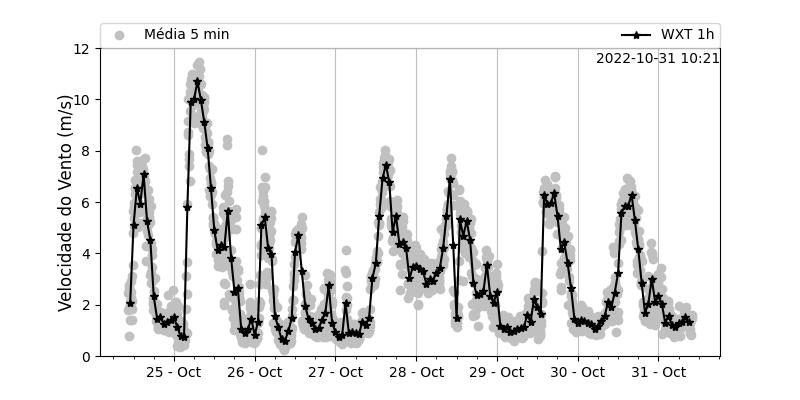 Média 5 min
WXT 1h
2022-10-31 10:21
Velocidade do Vento (m/s)
12
10
8
6
4
2
0
25 - Oct
26 - Oct
27 - Oct
28 - Oct
29 - Oct
30 - Oct
31 - Oct